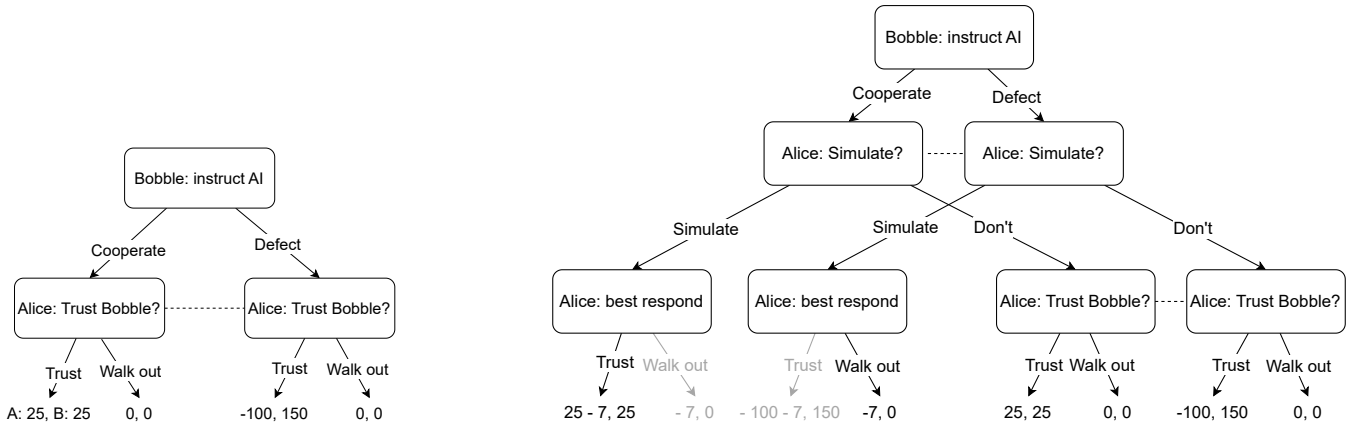 Bobble: instruct AI
Cooperate
Defect
Alice: Trust Bobble?
Alice: Trust Bobble?
Trust
Walk out
Trust
Walk out
A: 25, B: 25
0, 0
-100, 150
0, 0
Bobble: instruct AI
Cooperate
Defect
Alice: Simulate?
Alice: Simulate?
Simulate
Simulate
Don't
Don't
Alice: best respond
Alice: best respond
Alice: Trust Bobble?
Alice: Trust Bobble?
Trust
Walk out
Trust
Walk out
Trust
Walk out
Trust
Walk out
25 - 7, 25
- 7, 0
- 100 - 7, 150
-7, 0
25, 25
0, 0
-100, 150
0, 0